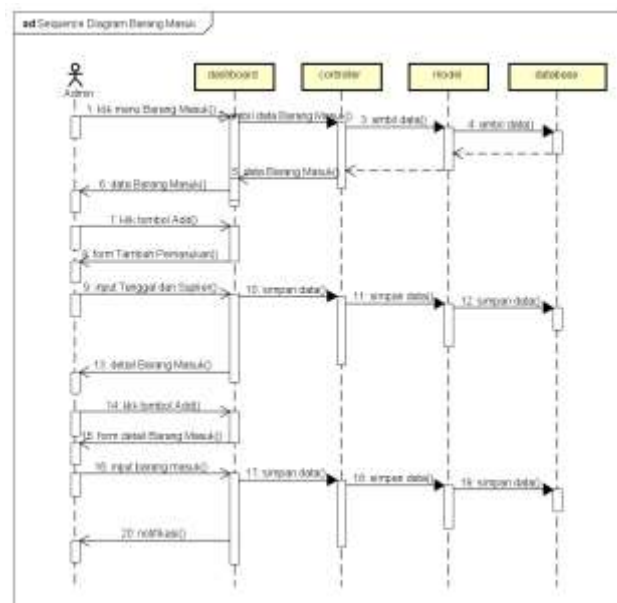 sd Sequence Diagram Barang Masuk
Admin
dashboard
controller
model
database
1: klik menu Barang Masuk()
ambil data Barang Masuk()
3: ambil data()
4: ambil data()
5: data Barang Masuk()
6: data Barang Masuk()
7: klik tombol Add()
8: form Tambah Pemasukan()
9: input Tanggal dan Suplier()
10: simpan data()
11: simpan data()
12: simpan data()
13: detail Barang Masuk()
14: klik tombol Add()
15: form detail Barang Masuk()
16: input barang masuk()
17: simpan data()
18: simpan data()
19: simpan data()
20: notifikasi()